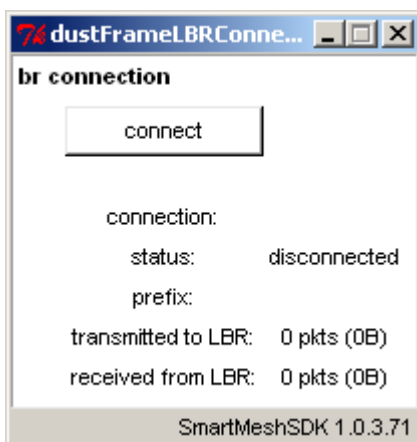 dustFrameLBRConne...
br connection
connect
connection:
status: disconnected
prefix:
transmitted to LBR: 0 pkts (0B)
received from LBR: 0 pkts (0B)
SmartMeshSDK 1.0.3.71